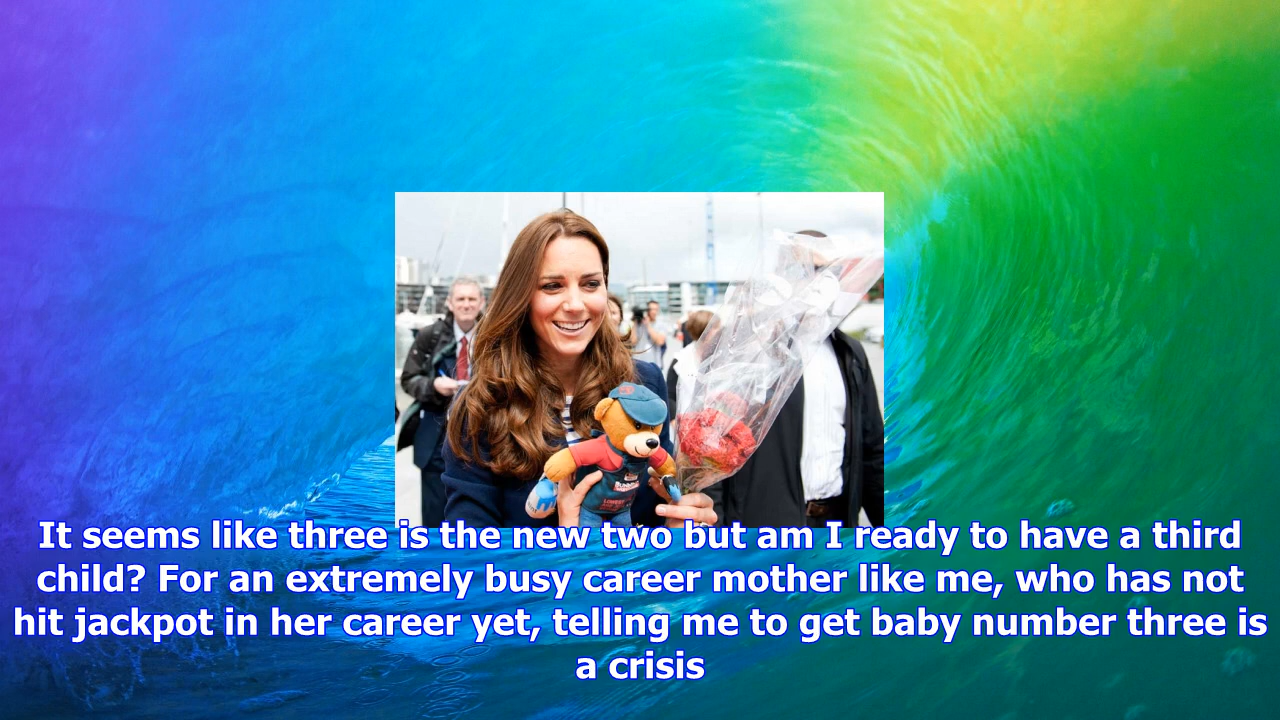 It seems like three is the new two but am I ready to have a third
child? For an extremely busy career mother like me, who has not
hit jackpot in her career yet, telling me to get baby number three is
a crisis